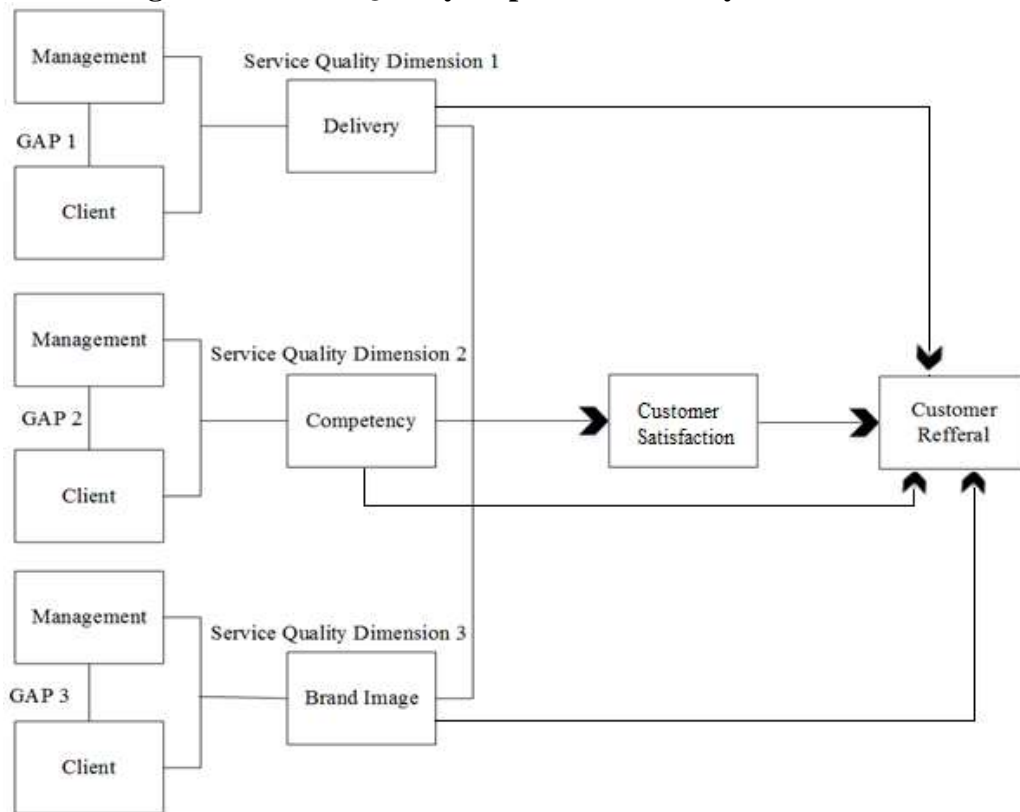 Management
Service Quality Dimension 1
Delivery
GAP 1
Client
Management
Service Quality Dimension 2
Competency
GAP 2
Client
Customer
Satisfaction
Customer
Refferal
Management
Service Quality Dimension 3
Brand Image
GAP 3
Client